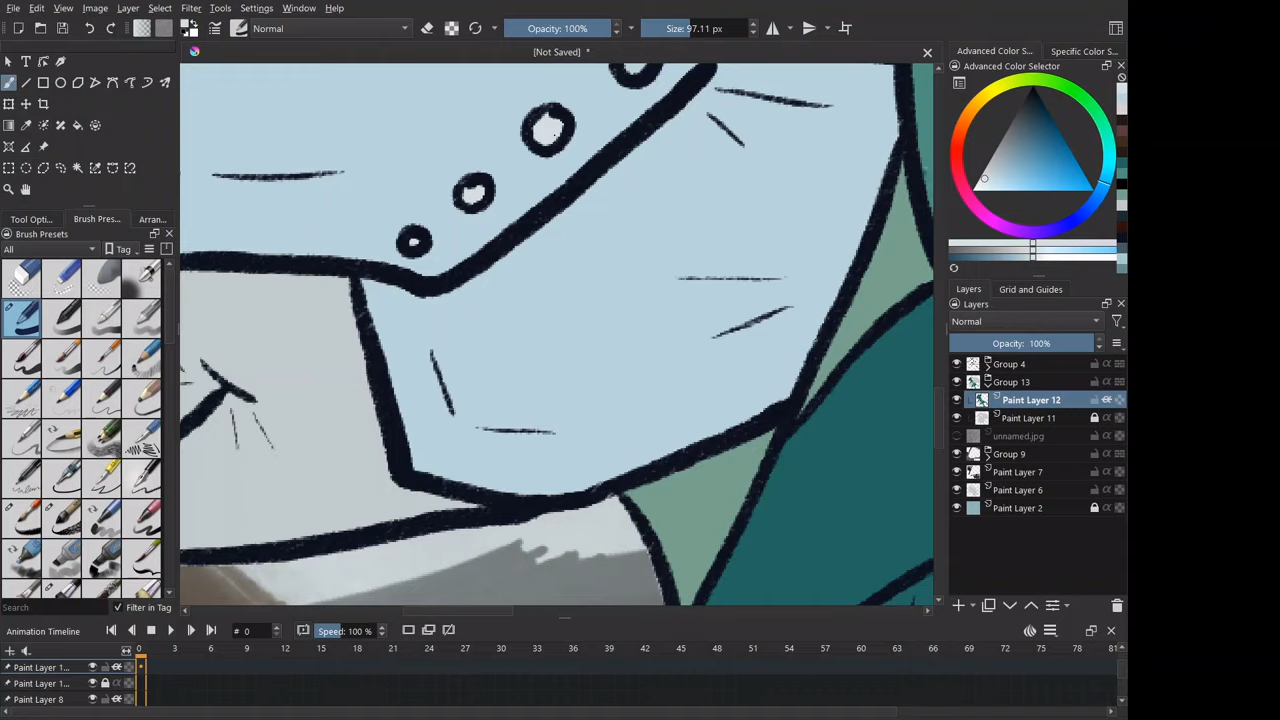 File Edit View Image Layer Select Filter Tools Settings Window Help
Normal Opacity: 100% Size: 97.11 px
[Not Saved] *
Advanced Color S... Specific Color S...
Advanced Color Selector
Tool Opti... Brush Pres... Arran...
Brush Presets
All Tag
Layers Grid and Guides
Layers
Normal
Opacity: 100%
Group 4
Group 13
Paint Layer 12
Paint Layer 11
unnamed.jpg
Group 9
Paint Layer 7
Paint Layer 6
Paint Layer 2
Search Filter in Tag
Animation Timeline # 0 Speed: 100 %
0 3 6 9 12 15 18 21 24 27 30 33 36 39 42 45 48 51 54 57 60 63 66 69 72 75 78 81
Paint Layer 1...
Paint Layer 1...
Paint Layer 8